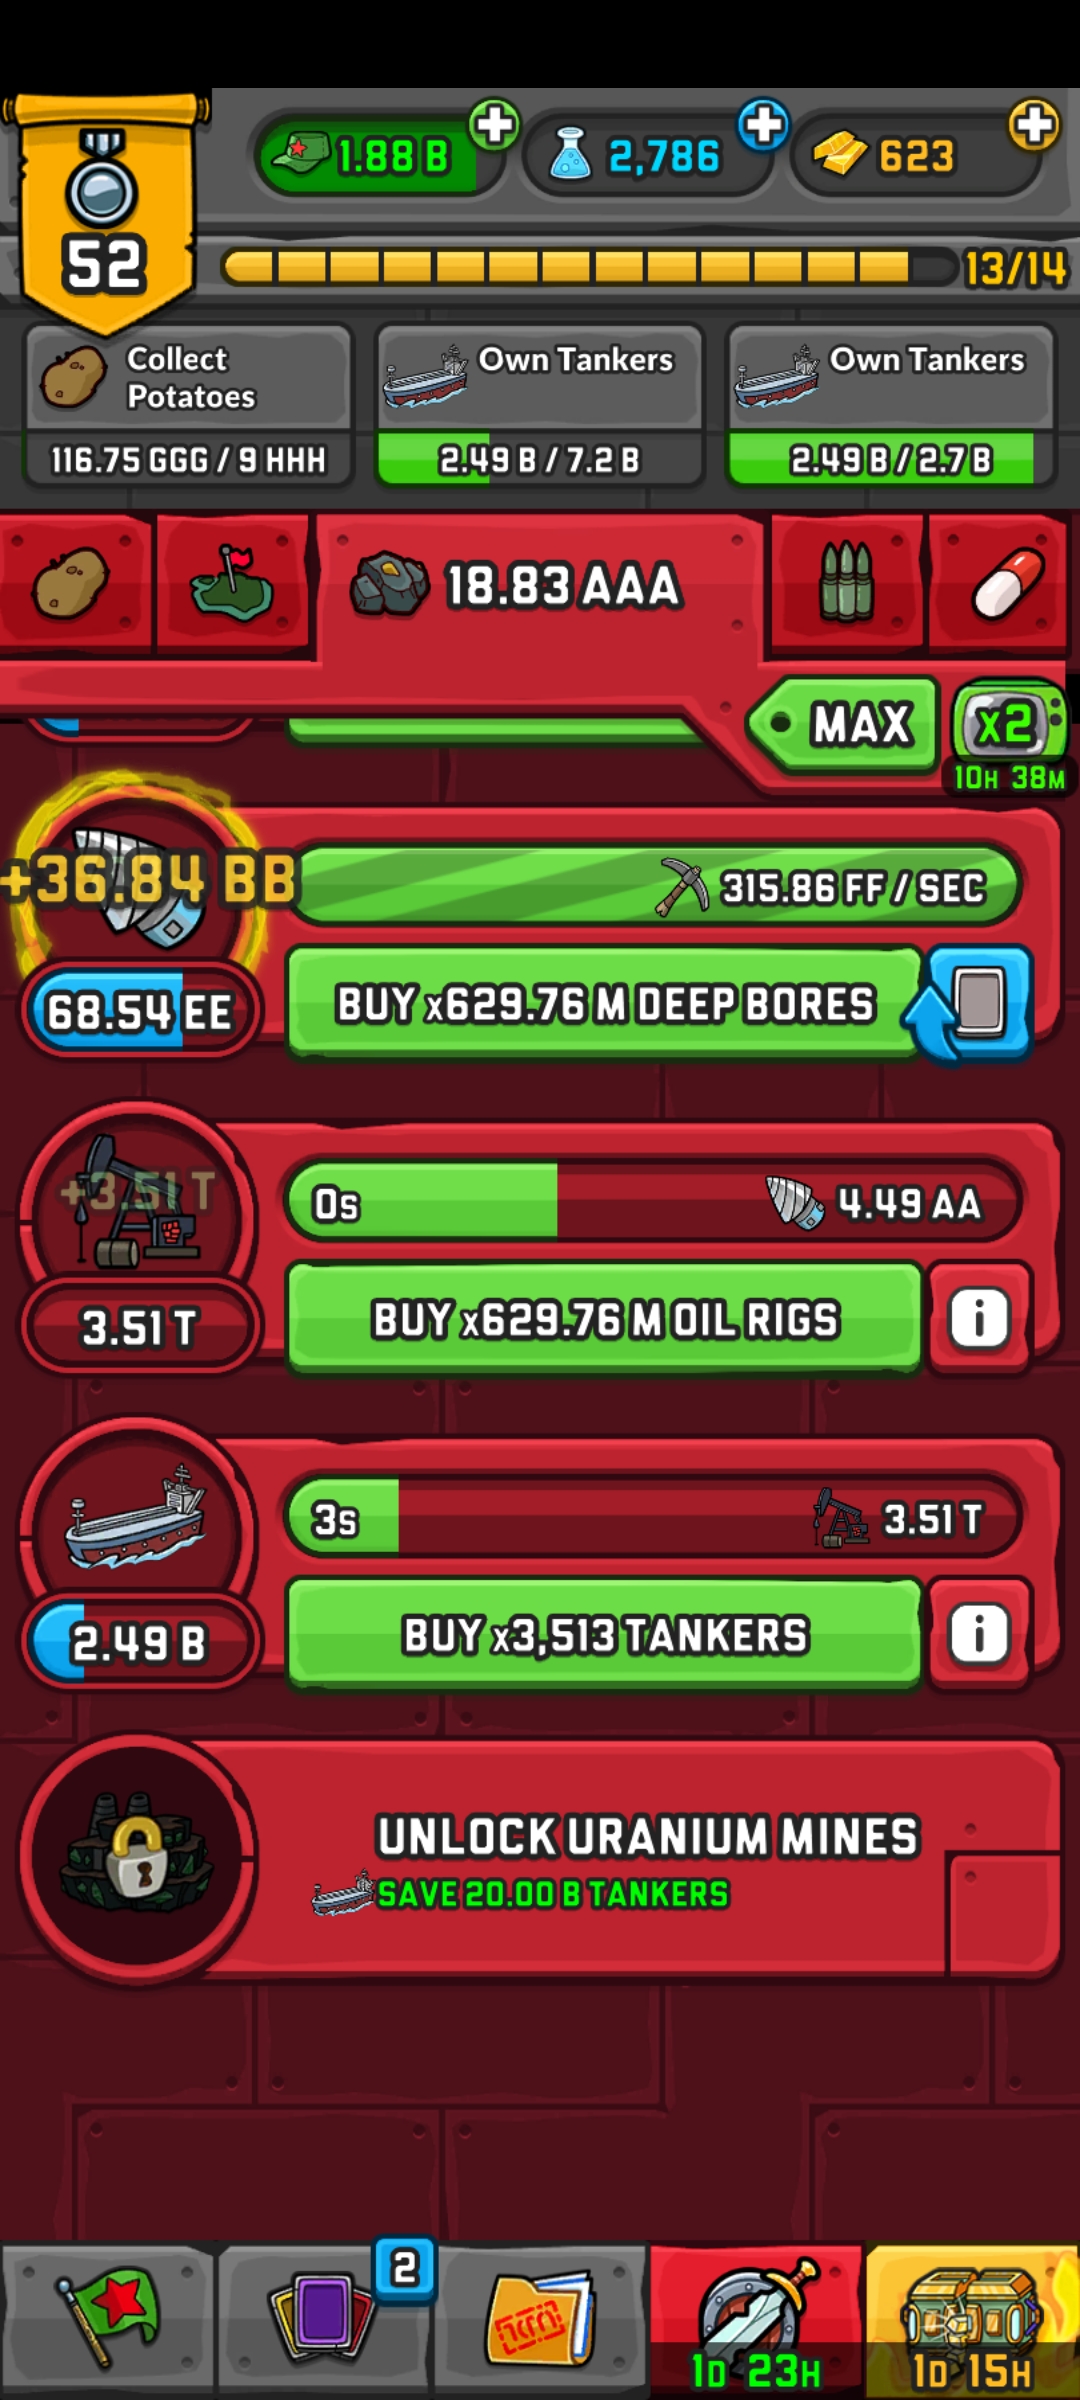 1.88 B
2,786
623
52
13/14
Collect
Potatoes
116.75 GGG / 9 HHH
Own Tankers
2.49 B / 7.2 B
Own Tankers
2.49 B / 2.7 B
18.83 AAA
MAX
X2
10H 38M
+36.84 BB
315.86 FF / SEC
68.54 EE
BUY x629.76 M DEEP BORES
+3.51 T
0s
4.49 AA
3.51 T
BUY x629.76 M OIL RIGS
i
3s
3.51 T
2.49 B
BUY x3,513 TANKERS
i
UNLOCK URANIUM MINES
SAVE 20.00 B TANKERS
2
1D 23H
1D 15H